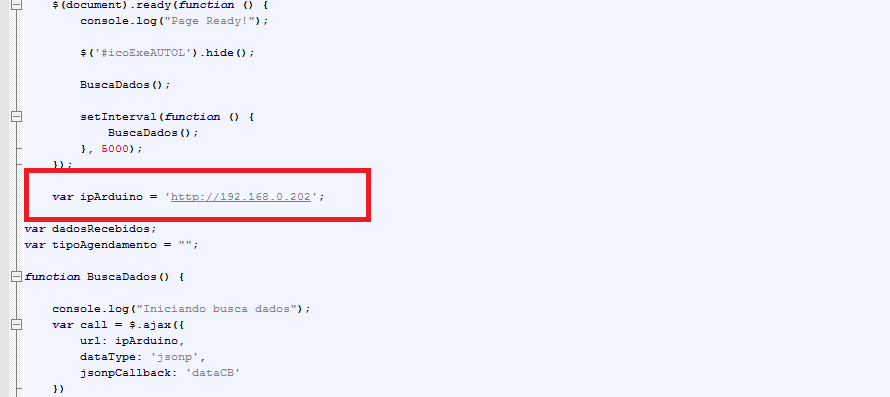 $(document).ready(function () {
console.log("Page Ready!");
$('#icoExeAUTOL').hide();
BuscaDados();
setInterval(function () {
BuscaDados();
}, 5000);
});
var ipArduino = 'http://192.168.0.202';
var dadosRecebidos;
var tipoAgendamento = "";
function BuscaDados() {
console.log("Iniciando busca dados");
var call = $.ajax({
url: ipArduino,
dataType: 'jsonp',
jsonpCallback: 'dataCB'
})